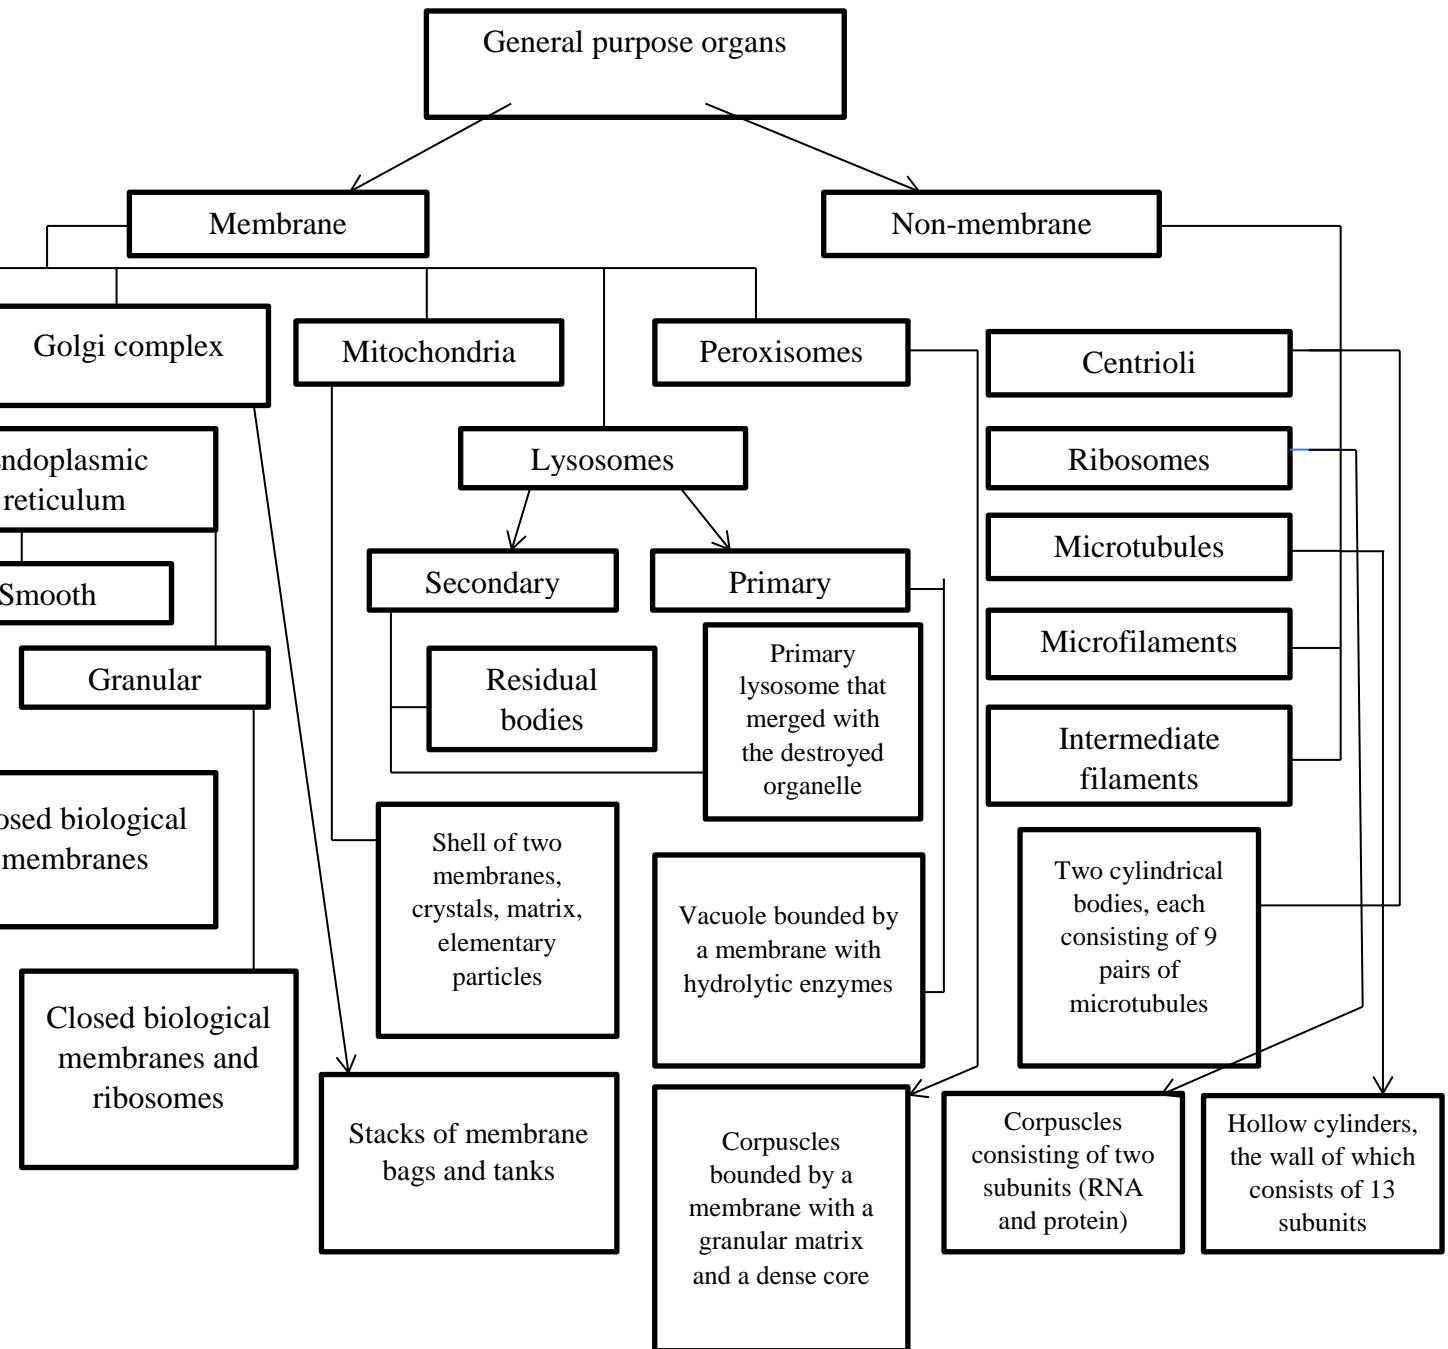 General purpose organs
Membrane
Non-membrane
Golgi complex
Mitochondria
Peroxisomes
Centrioli
ndoplasmic
reticulum
Lysosomes
Ribosomes
Microtubules
Smooth
Secondary
Primary
Granular
Residual
bodies
Primary
lysosome that
merged with
the destroyed
organelle
Microfilaments
Intermediate
filaments
osed biological
membranes
Shell of two
membranes,
crystals, matrix,
elementary
particles
Vacuole bounded by
a membrane with
hydrolytic enzymes
Two cylindrical
bodies, each
consisting of 9
pairs of
microtubules
Closed biological
membranes and
ribosomes
Stacks of membrane
bags and tanks
Corpuscles
bounded by a
membrane with a
granular matrix
and a dense core
Corpuscles
consisting of two
subunits (RNA
and protein)
Hollow cylinders,
the wall of which
consists of 13
subunits